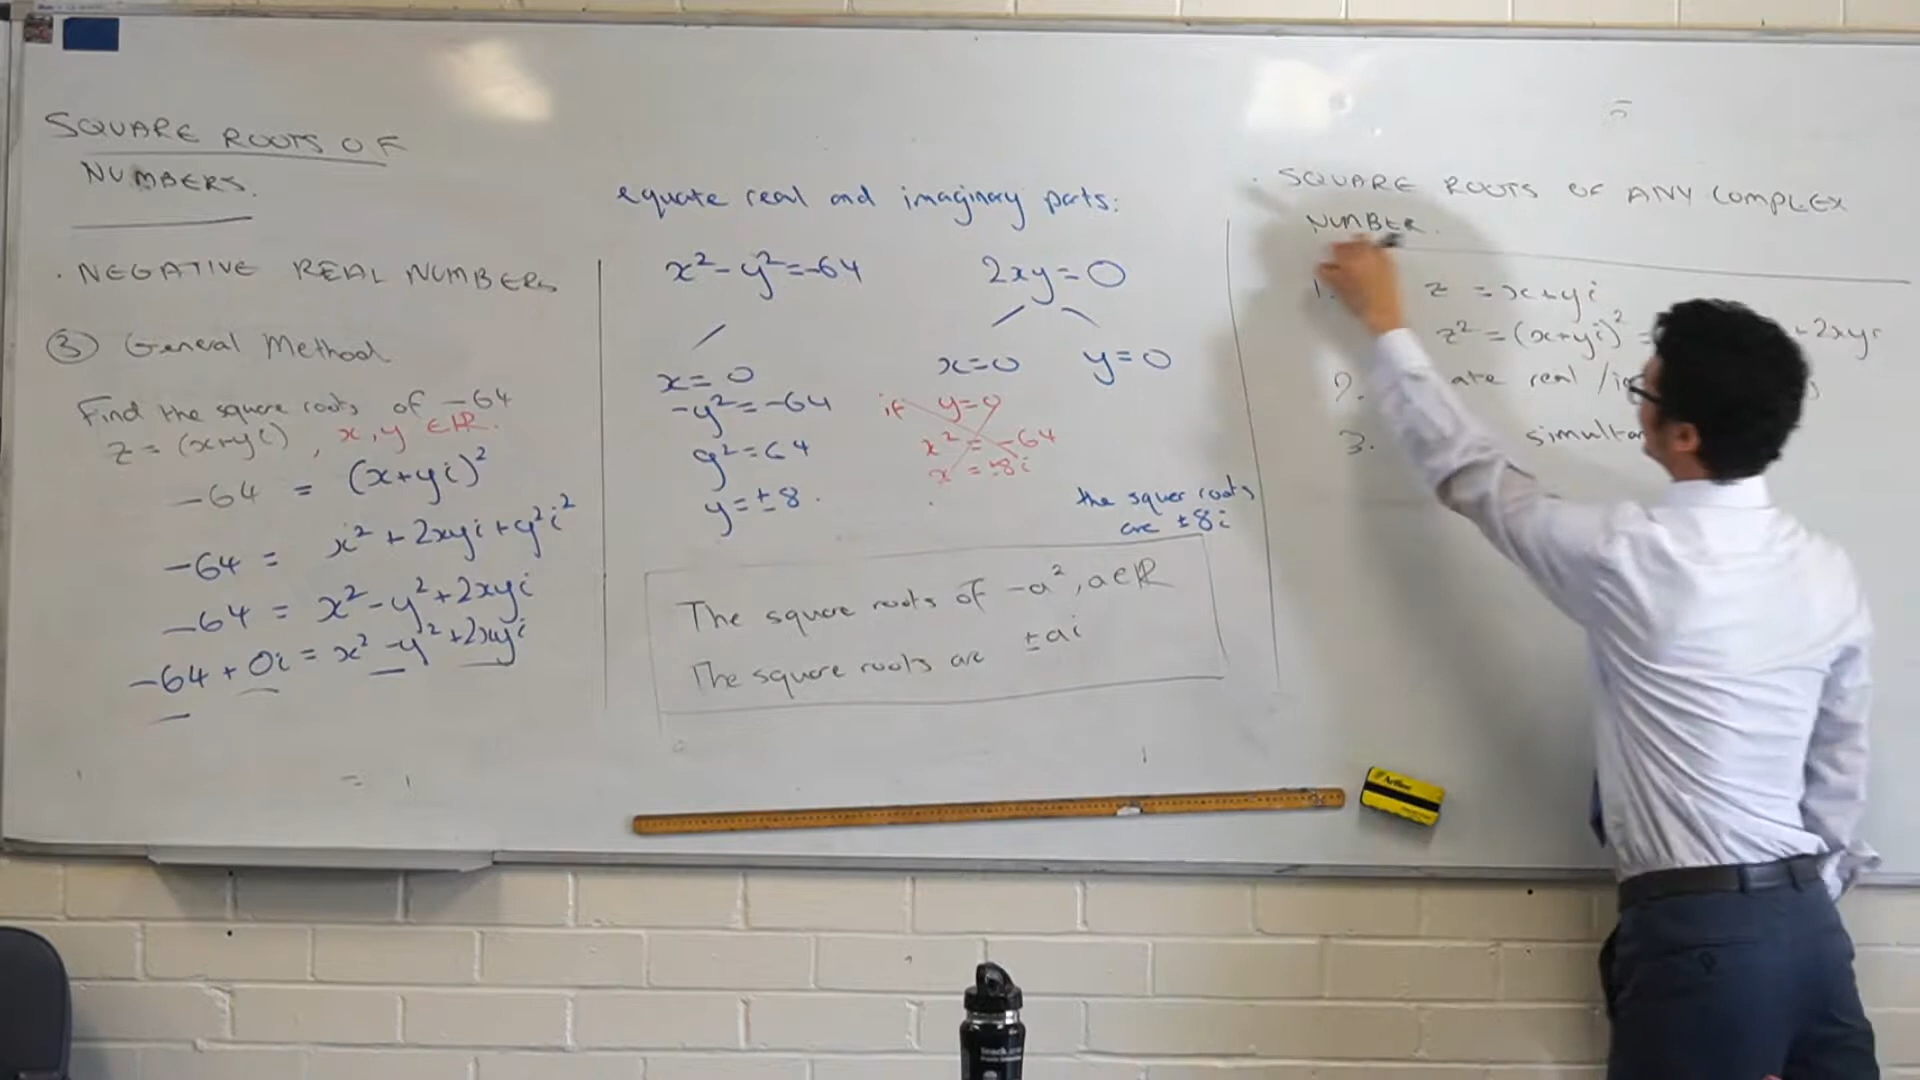 SQUARE ROOTS OF
NUMBERS.
· NEGATIVE REAL NUMBERS
③ General Method
Find the square roots of -64
z = (x+yi) , x,y ∈ ℝ.
-64 = (x+yi)²
-64 = x² + 2xyi + y²i²
-64 = x² - y² + 2xyi
-64 + 0i = x² - y² + 2xyi
equate real and imaginary parts:
x² - y² = -64
2xy = 0
x = 0
-y² = -64
y² = 64
y = ±8.
x = 0 y = 0
if y = 0
x² = -64
x = ±8i
the squer roots
are ±8i
The square roots of -a², a∈ℝ
The square roots are ±ai
· SQUARE ROOTS OF ANY COMPLEX
NUMBER.
1. z = x+yi
z² = (x+yi)² = + 2xyi
2. real /
3.